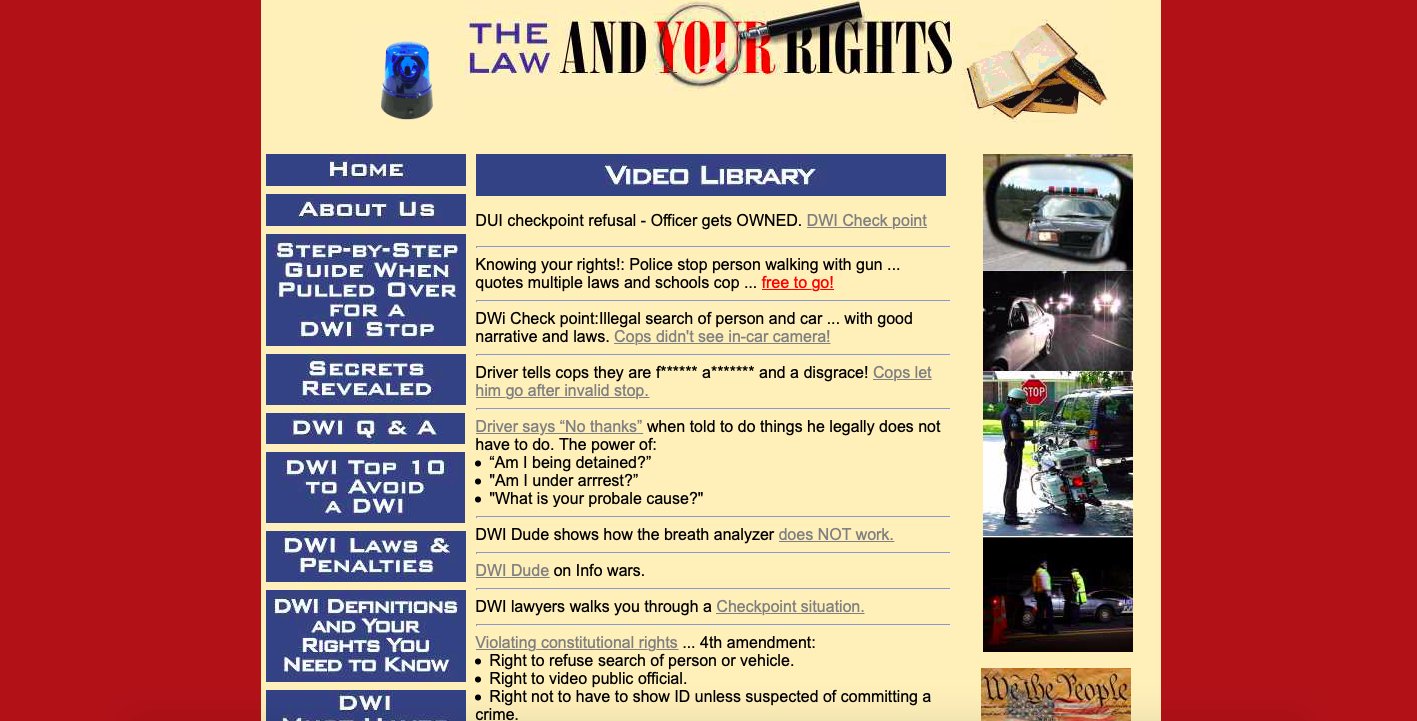 THE
LAW AND YOUR RIGHTS
HOME
ABOUT US
STEP-BY-STEP
GUIDE WHEN
PULLED OVER
FOR A
DWI STOP
SECRETS
REVEALED
DWI Q & A
DWI TOP 10
TO AVOID
A DWI
DWI LAWS &
PENALTIES
DWI DEFINITIONS
AND YOUR
RIGHTS YOU
NEED TO KNOW
DWI
VIDEO LIBRARY
DUI checkpoint refusal - Officer gets OWNED. DWI Check point
Knowing your rights!: Police stop person walking with gun ...
quotes multiple laws and schools cop ... free to go!
DWi Check point:Illegal search of person and car ... with good
narrative and laws. Cops didn't see in-car camera!
Driver tells cops they are f****** a******* and a disgrace! Cops let
him go after invalid stop.
Driver says “No thanks” when told to do things he legally does not
have to do. The power of:
• “Am I being detained?”
• "Am I under arrrest?”
• "What is your probale cause?"
DWI Dude shows how the breath analyzer does NOT work.
DWI Dude on Info wars.
DWI lawyers walks you through a Checkpoint situation.
Violating constitutional rights ... 4th amendment:
• Right to refuse search of person or vehicle.
• Right to video public official.
• Right not to have to show ID unless suspected of committing a
crime.
STOP
We the People